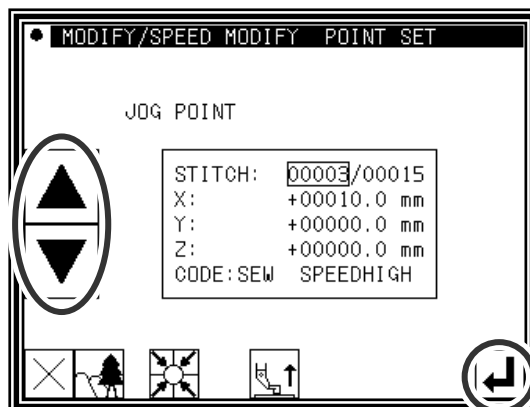 MODIFY/SPEED MODIFY POINT SET
JOG POINT
STITCH: 00003/00015
X: +00010.0 mm
Y: +00000.0 mm
Z: +00000.0 mm
CODE:SEW SPEEDHIGH